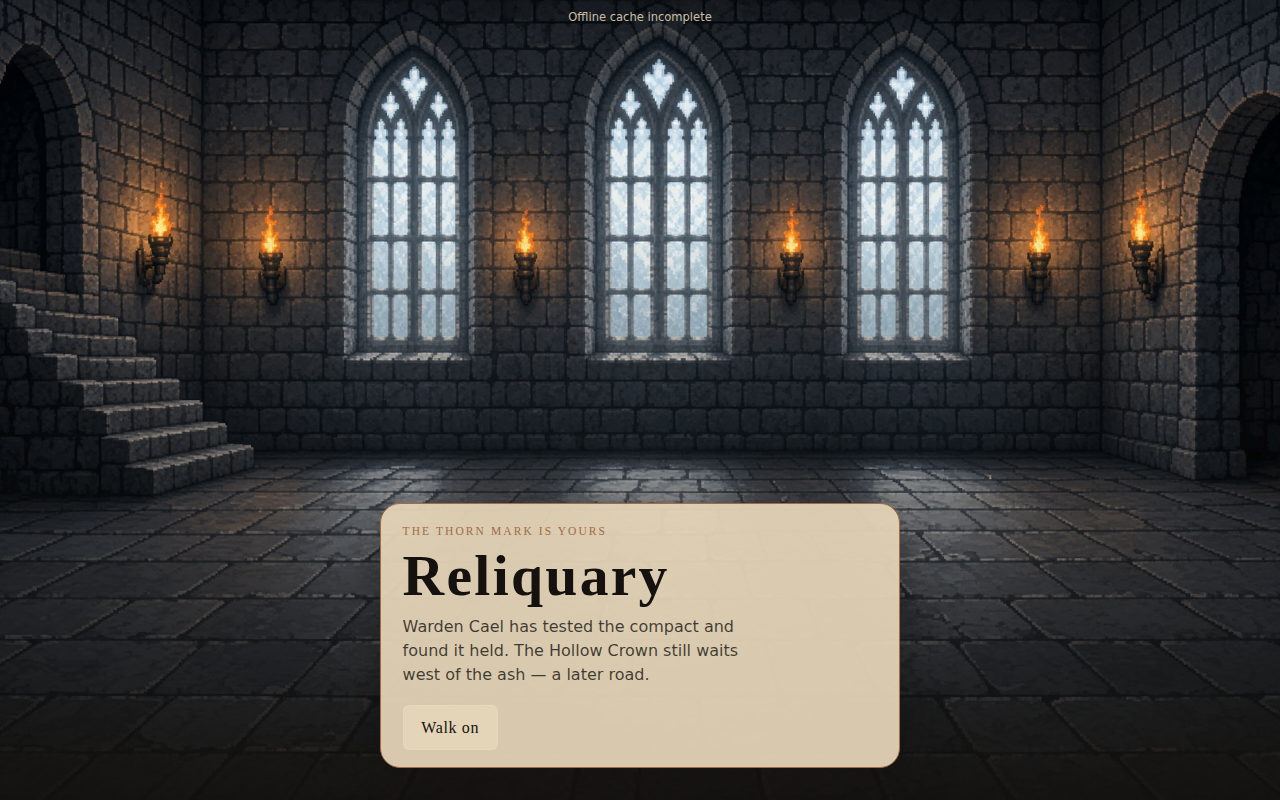 Offline cache incomplete
THE THORN MARK IS YOURS
Reliquary
Warden Cael has tested the compact and
found it held. The Hollow Crown still waits
west of the ash — a later road.
Walk on